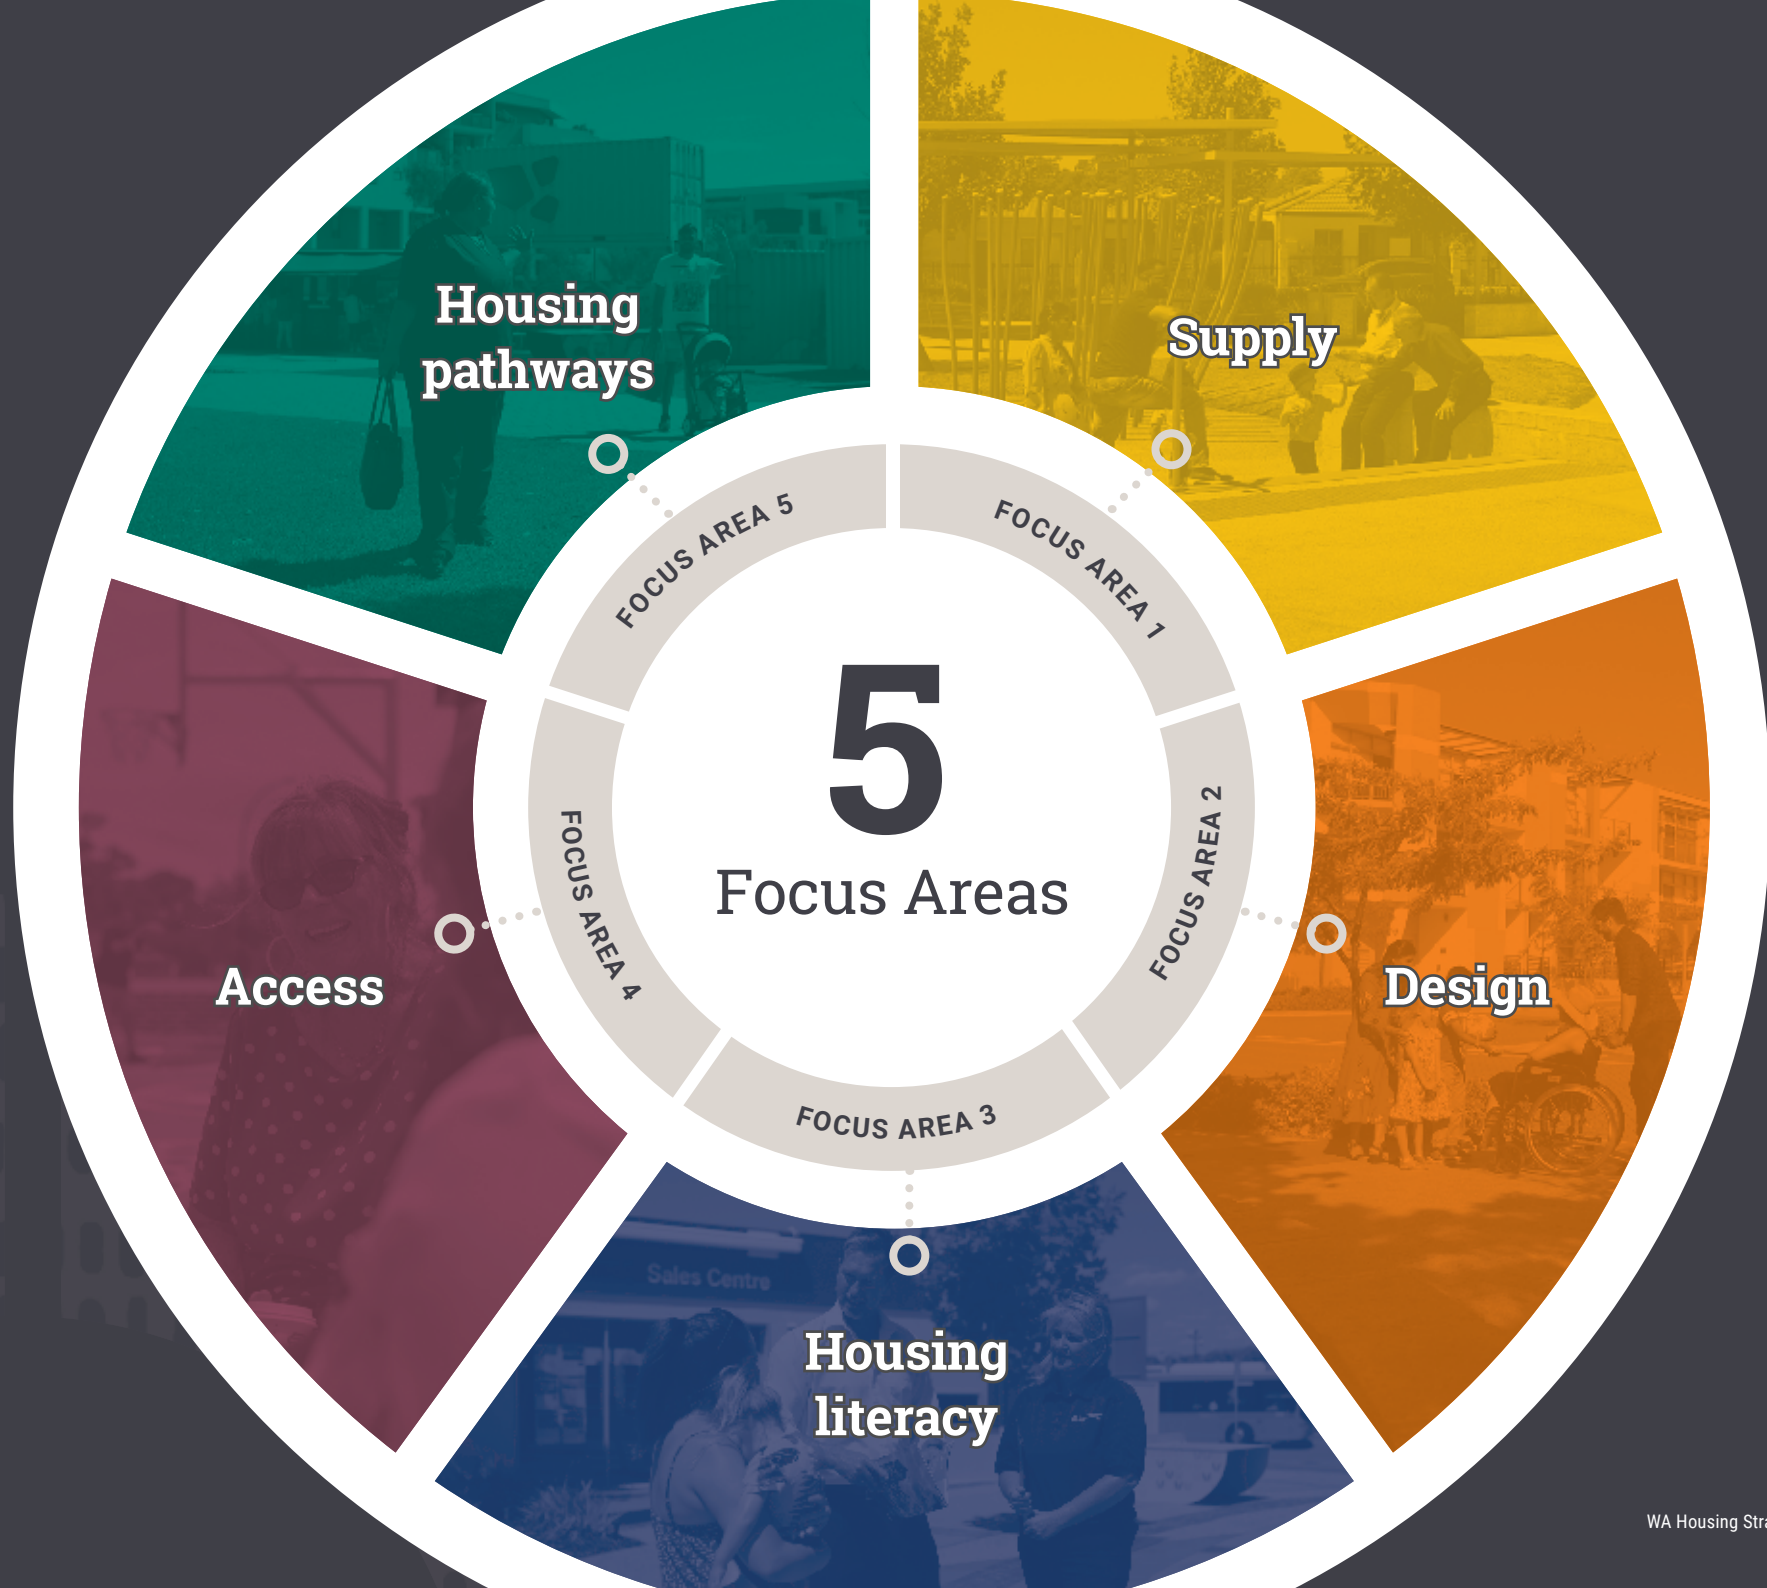 5
Focus Areas
FOCUS AREA 1
Supply
FOCUS AREA 2
Design
FOCUS AREA 3
Housing
literacy
Sales Centre
FOCUS AREA 4
Access
FOCUS AREA 5
Housing
pathways
WA Housing